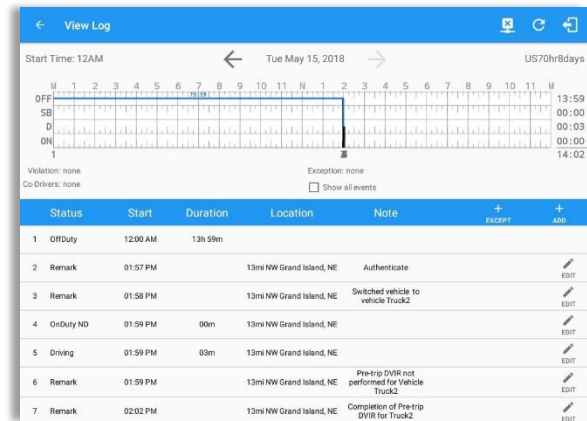 View Log
Start Time: 12AM Tue May 15, 2018 US70hr8days
M 1 2 3 4 5 6 7 8 9 10 11 N 1 2 3 4 5 6 7 8 9 10 11 M
OFF 13:59 13:59
SB 00:00
D 00:03
ON 00:00
1 14:02
Violation: none Exception: none
Co-Drivers: none Show all events
Status Start Duration Location Note + EXCEPT + ADD
1 OffDuty 12:00 AM 13h 59m
2 Remark 01:57 PM 13mi NW Grand Island, NE Authenticate EDIT
3 Remark 01:58 PM 13mi NW Grand Island, NE Switched vehicle to vehicle Truck2 EDIT
4 OnDuty ND 01:59 PM 00m 13mi NW Grand Island, NE EDIT
5 Driving 01:59 PM 03m 13mi NW Grand Island, NE EDIT
6 Remark 01:59 PM 13mi NW Grand Island, NE Pre-trip DVIR not performed for Vehicle Truck2 EDIT
7 Remark 02:02 PM 13mi NW Grand Island, NE Completion of Pre-trip DVIR for Truck2 EDIT